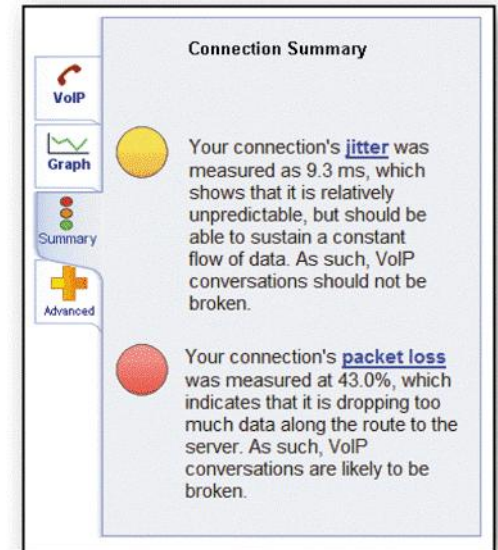 Connection Summary
VoIP
Graph
Summary
Advanced
Your connection's jitter was
measured as 9.3 ms, which
shows that it is relatively
unpredictable, but should be
able to sustain a constant
flow of data. As such, VoIP
conversations should not be
broken.
Your connection's packet loss
was measured at 43.0%, which
indicates that it is dropping too
much data along the route to the
server. As such, VoIP
conversations are likely to be
broken.